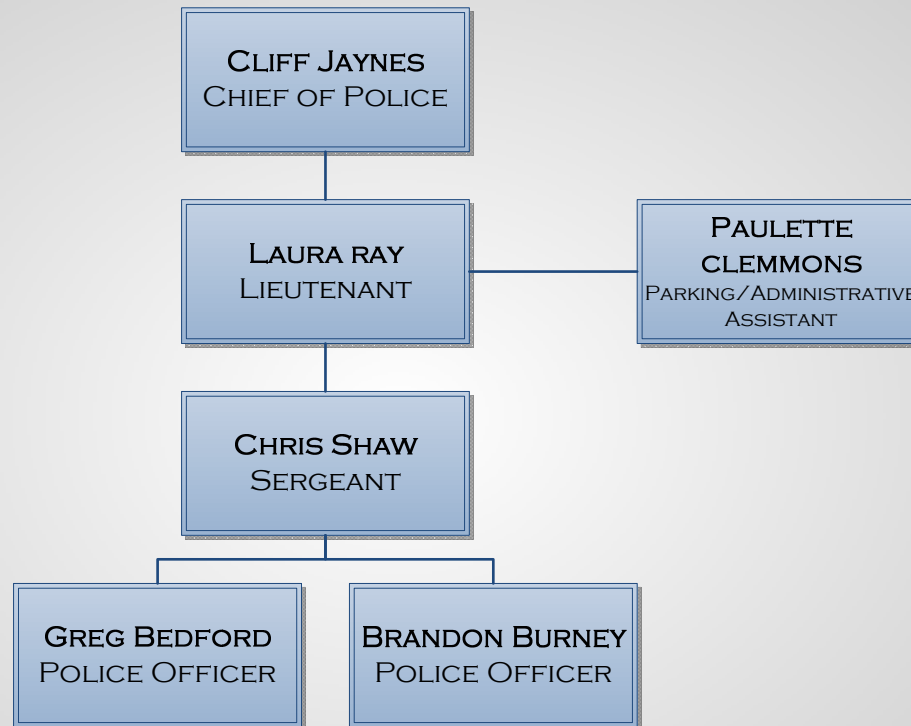 Cliff Jaynes
Chief of Police
Laura ray
Lieutenant
Paulette
clemmons
Parking/Administrative
Assistant
Chris Shaw
Sergeant
Greg Bedford
Police Officer
Brandon Burney
Police Officer